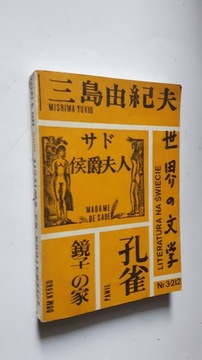 三島由紀夫
MISHIMA YUKIO
サド
侯爵夫人
MADAME
DE SADE
世界の文学
LITERATURA NA ŚWIECIE
鏡子の家
DOM KYOKO
孔雀
PAWIE
Nr 3/212